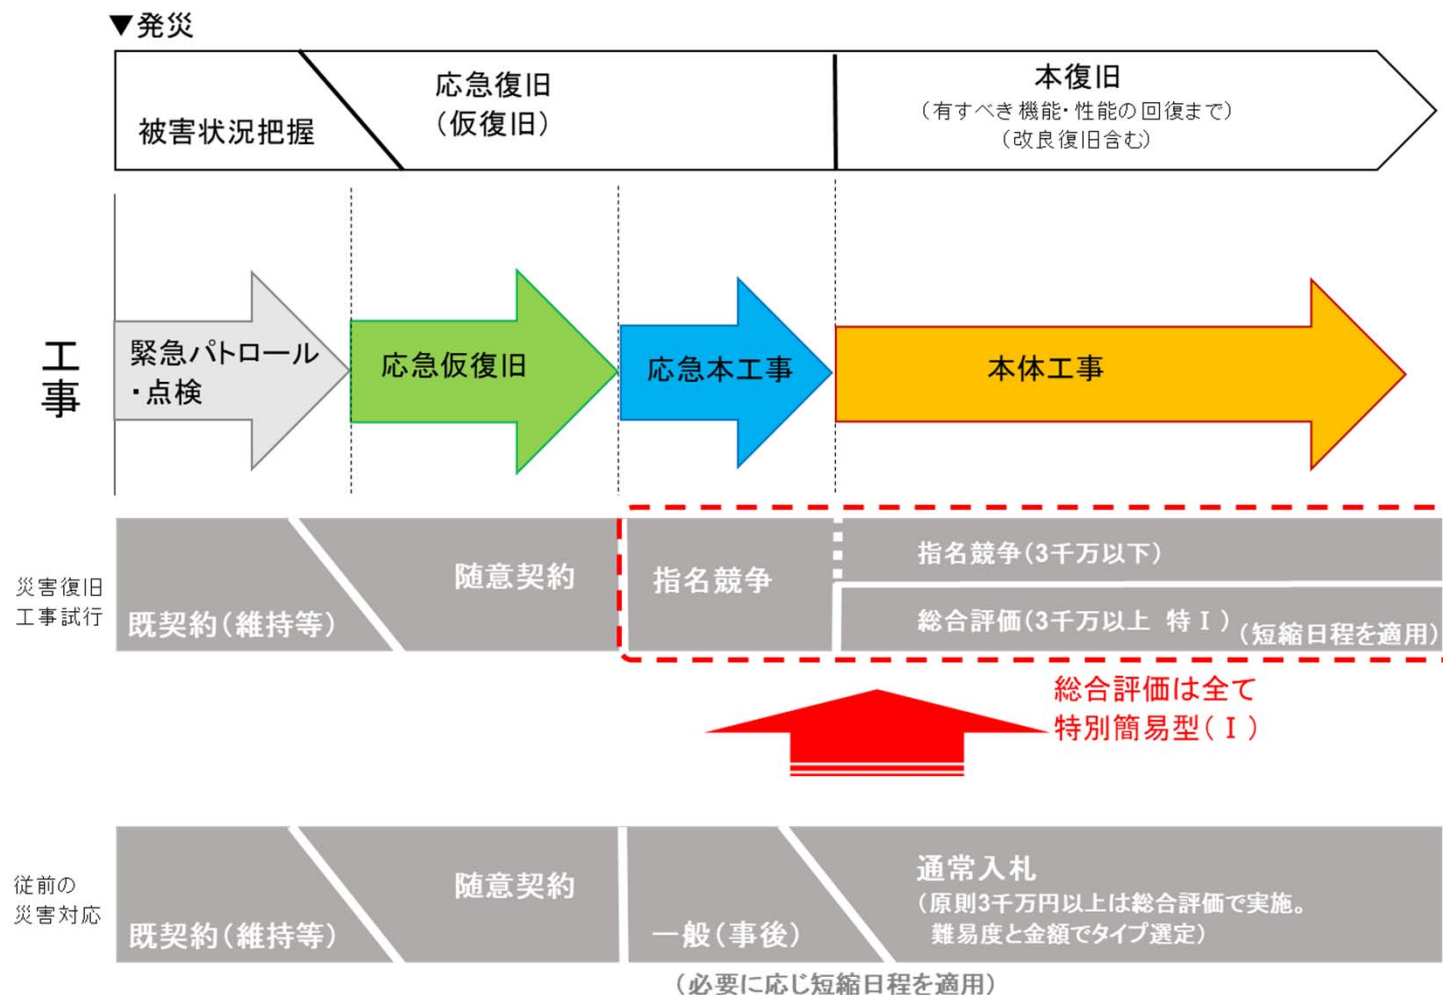 ▼発災
被害状況把握
応急復旧
（仮復旧）
本復旧
（有すべき機能・性能の回復まで）
（改良復旧含む）
工事
緊急パトロール
・点検
応急仮復旧
応急本工事
本体工事
災害復旧
工事試行
既契約（維持等）
随意契約
指名競争
指名競争（3千万以下）
総合評価（3千万以上 特Ⅰ）
（短縮日程を適用）
総合評価は全て
特別簡易型（Ⅰ）
従前の
災害対応
既契約（維持等）
随意契約
一般（事後）
通常入札
（原則3千万円以上は総合評価で実施。
難易度と金額でタイプ選定）
（必要に応じ短縮日程を適用）